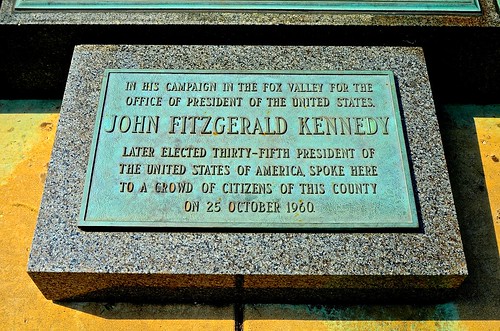 IN HIS CAMPAIGN IN THE FOX VALLEY FOR THE
OFFICE OF PRESIDENT OF THE UNITED STATES,
JOHN FITZGERALD KENNEDY
LATER ELECTED THIRTY-FIFTH PRESIDENT OF
THE UNITED STATES OF AMERICA, SPOKE HERE
TO A CROWD OF CITIZENS OF THIS COUNTY
ON 25 OCTOBER 1960.